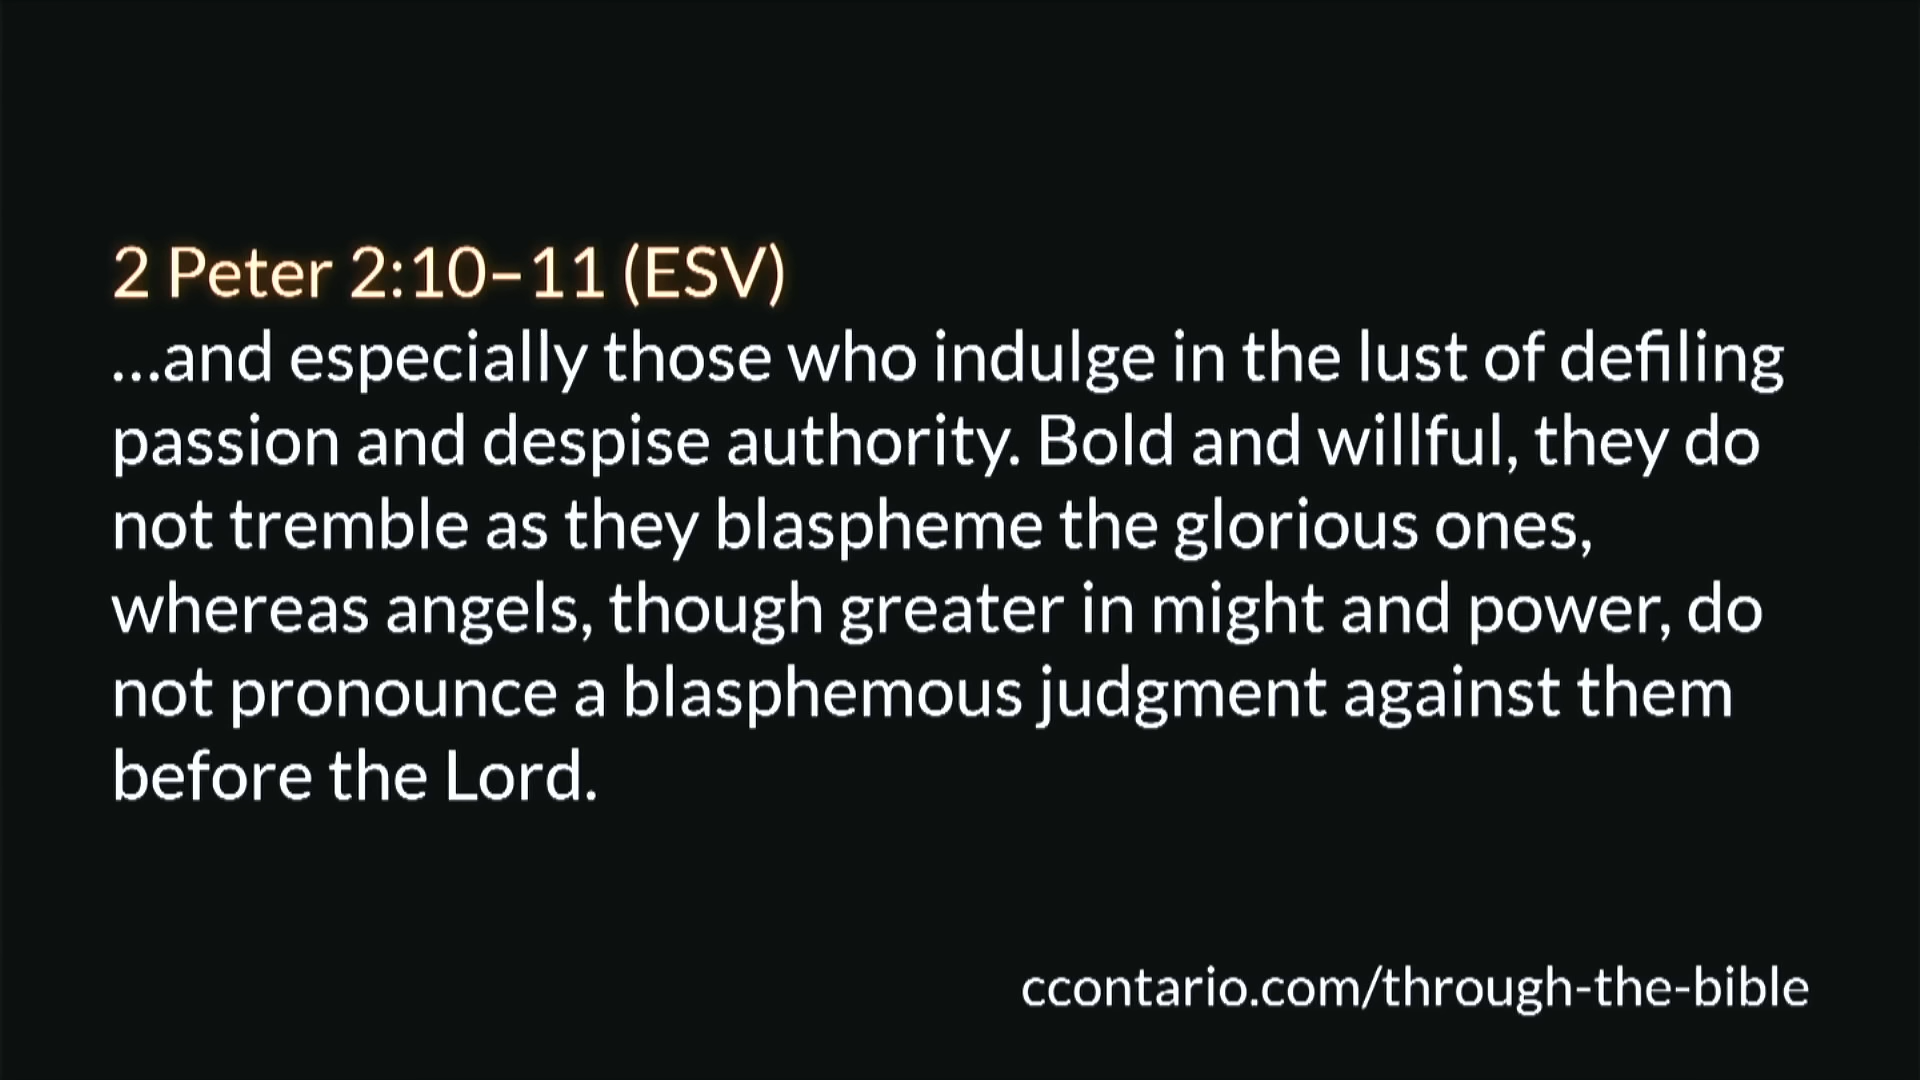 2 Peter 2:10–11 (ESV)
…and especially those who indulge in the lust of defiling
passion and despise authority. Bold and willful, they do
not tremble as they blaspheme the glorious ones,
whereas angels, though greater in might and power, do
not pronounce a blasphemous judgment against them
before the Lord.
ccontario.com/through-the-bible